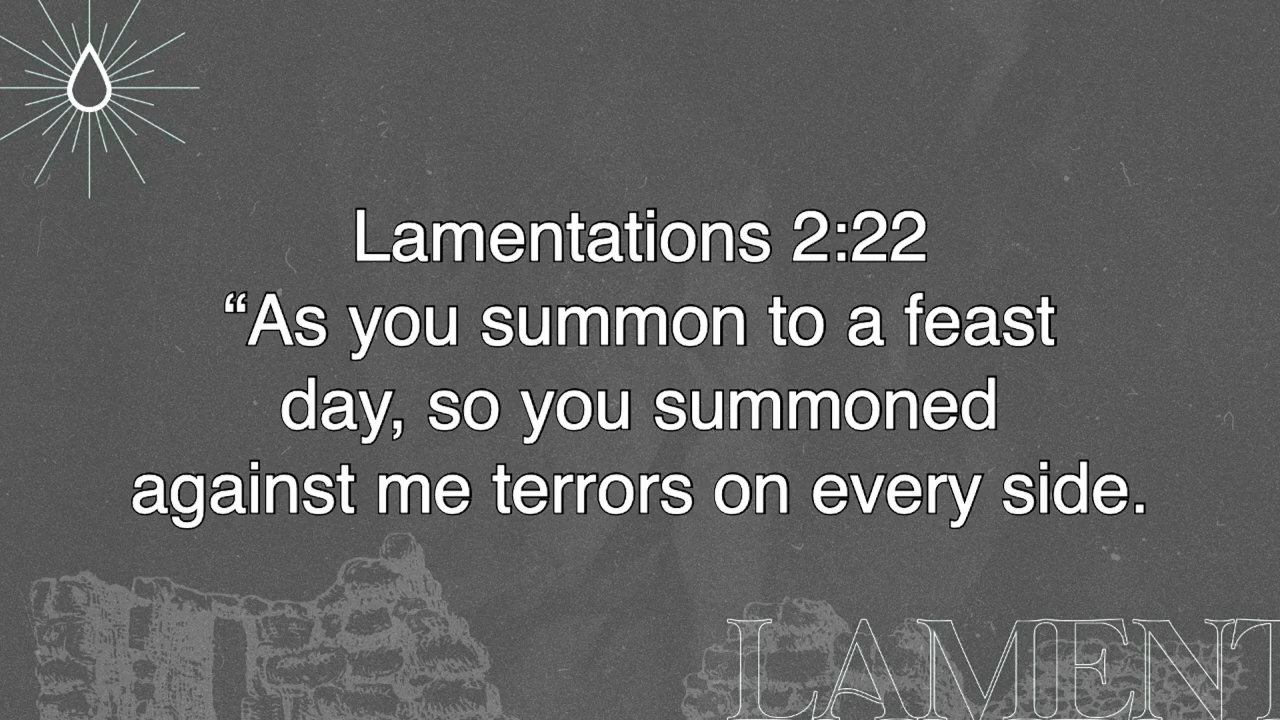 Lamentations 2:22
“As you summon to a feast
day, so you summoned
against me terrors on every side.
LAMENT